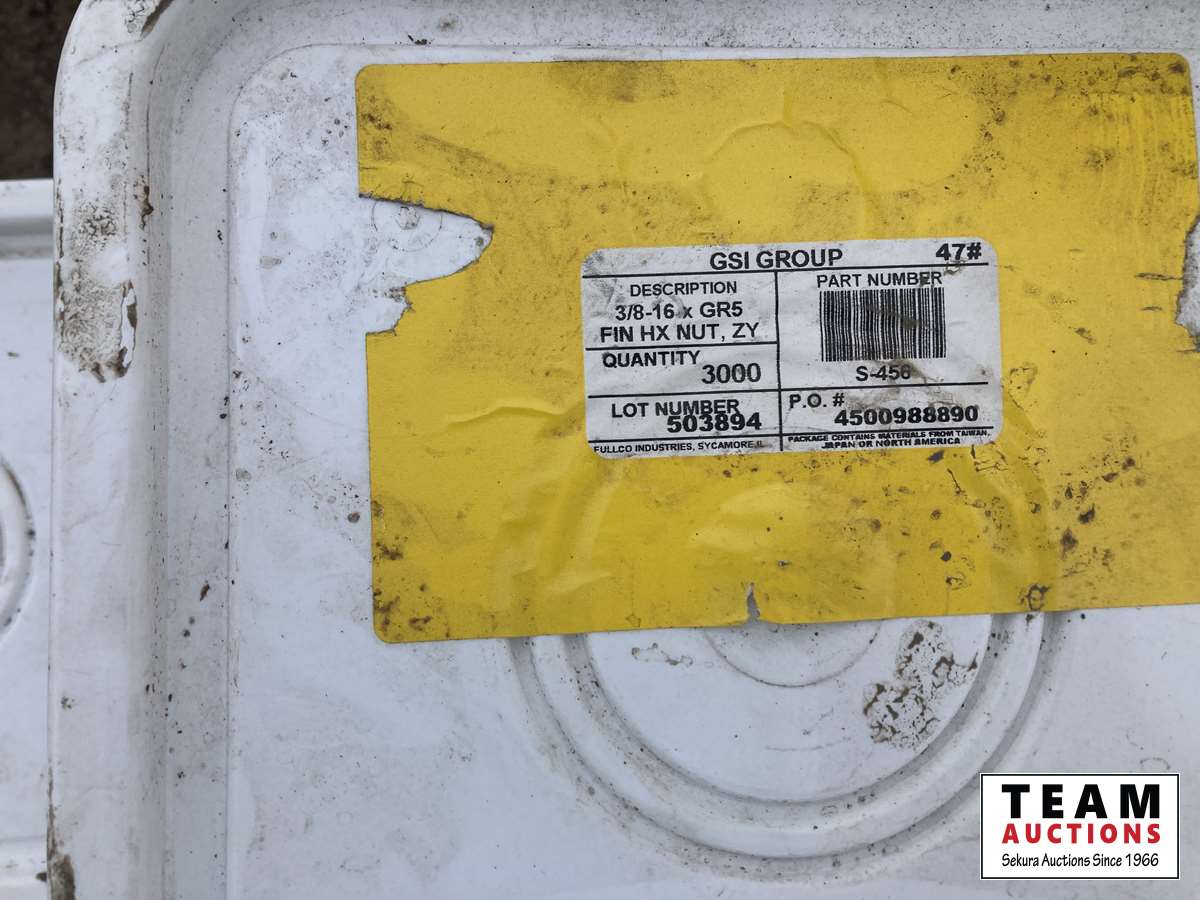 GSI GROUP 47#
DESCRIPTION
3/8-16 x GR5
FIN HX NUT, ZY
QUANTITY
3000
LOT NUMBER
503894
FULLCO INDUSTRIES, SYCAMORE IL
PART NUMBER
S-456
P.O. #
4500988890
PACKAGE CONTAINS MATERIALS FROM TAIWAN,
JAPAN OR NORTH AMERICA
TEAM
AUCTIONS
Sekura Auctions Since 1966